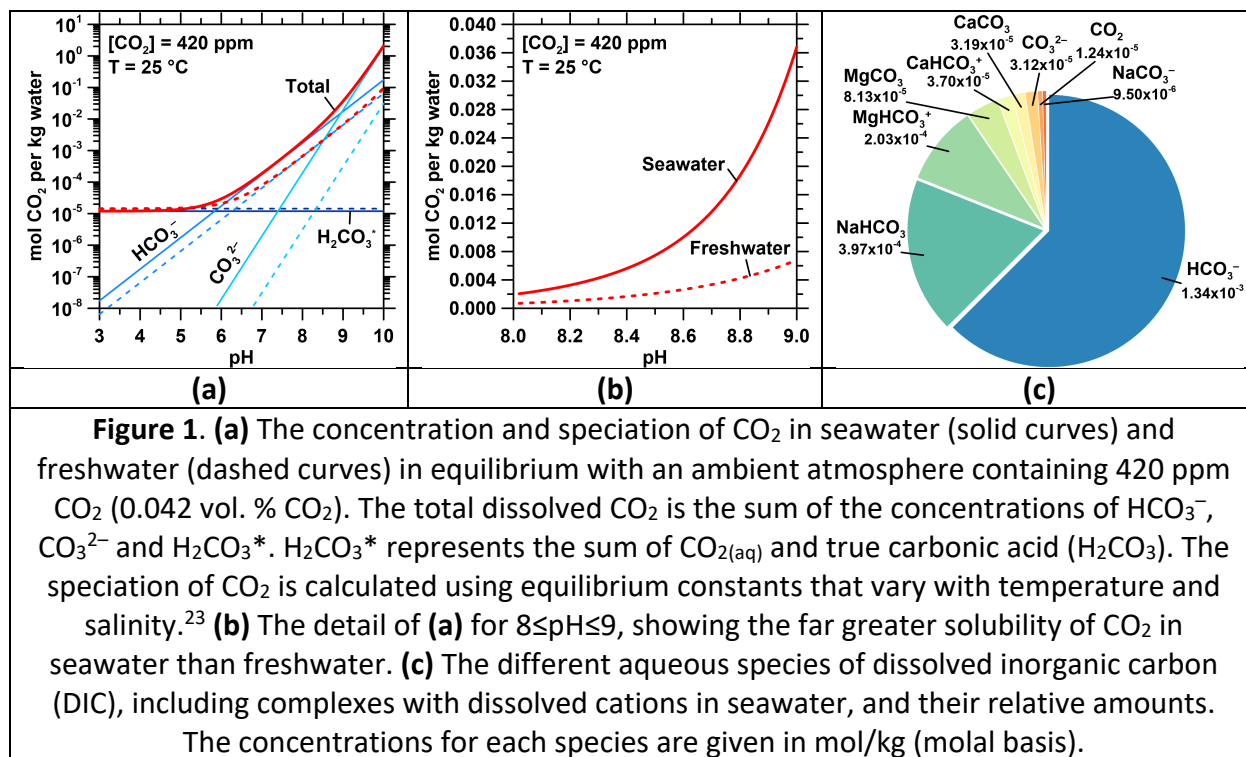 [CO₂] = 420 ppm
T = 25 °C
Total
HCO₃⁻
CO₃²⁻
H₂CO₃*
mol CO₂ per kg water
10¹
10⁰
10⁻¹
10⁻²
10⁻³
10⁻⁴
10⁻⁵
10⁻⁶
10⁻⁷
10⁻⁸
3 4 5 6 7 8 9 10
pH
[CO₂] = 420 ppm
T = 25 °C
Seawater
Freshwater
mol CO₂ per kg water
0.040
0.036
0.032
0.028
0.024
0.020
0.016
0.012
0.008
0.004
0.000
8.0 8.2 8.4 8.6 8.8 9.0
pH
CaCO₃
3.19x10⁻⁵
CO₃²⁻
3.12x10⁻⁵
CO₂
1.24x10⁻⁵
NaCO₃⁻
9.50x10⁻⁶
CaHCO₃⁺
3.70x10⁻⁵
MgCO₃
8.13x10⁻⁵
MgHCO₃⁺
2.03x10⁻⁴
NaHCO₃
3.97x10⁻⁴
HCO₃⁻
1.34x10⁻³
(a) (b) (c)
Figure 1. (a) The concentration and speciation of CO₂ in seawater (solid curves) and
freshwater (dashed curves) in equilibrium with an ambient atmosphere containing 420 ppm
CO₂ (0.042 vol. % CO₂). The total dissolved CO₂ is the sum of the concentrations of HCO₃⁻,
CO₃²⁻ and H₂CO₃*. H₂CO₃* represents the sum of CO₂₍ₐq₎ and true carbonic acid (H₂CO₃). The
speciation of CO₂ is calculated using equilibrium constants that vary with temperature and
salinity.²³ (b) The detail of (a) for 8≤pH≤9, showing the far greater solubility of CO₂ in
seawater than freshwater. (c) The different aqueous species of dissolved inorganic carbon
(DIC), including complexes with dissolved cations in seawater, and their relative amounts.
The concentrations for each species are given in mol/kg (molal basis).